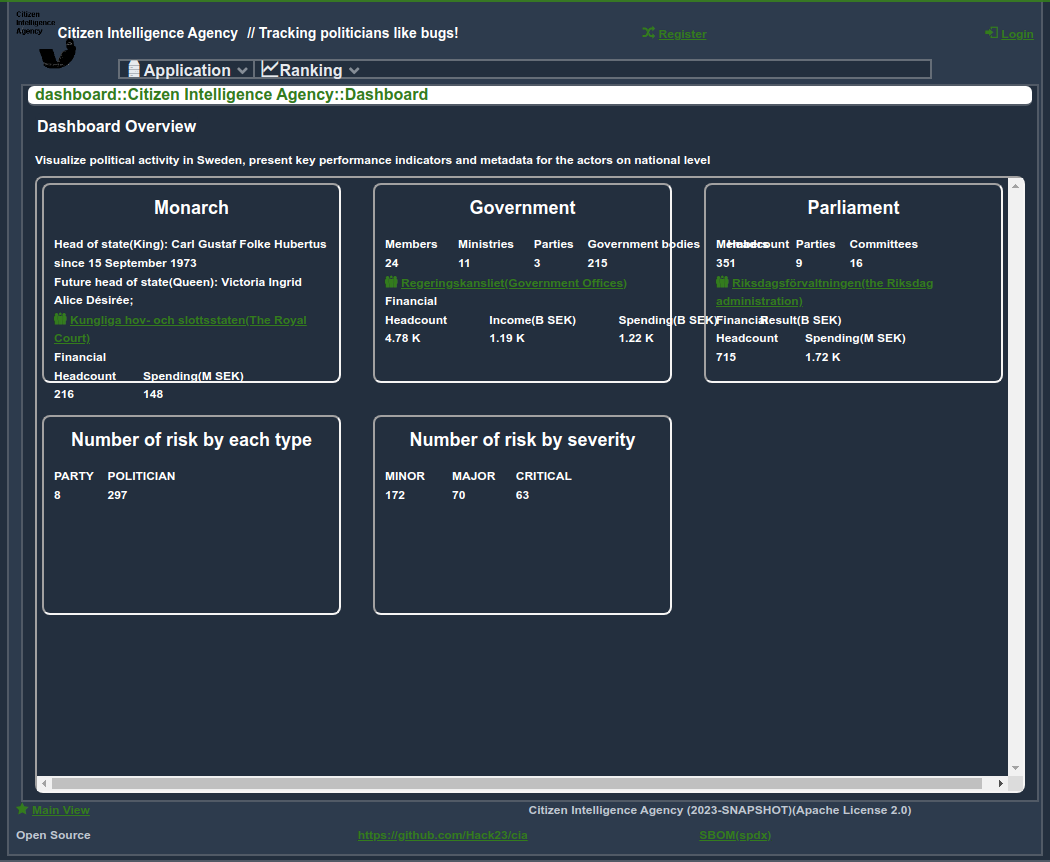 Citizen
Intelligence
Agency
Citizen Intelligence Agency // Tracking politicians like bugs!
Register
Login
Application
Ranking
dashboard::Citizen Intelligence Agency::Dashboard
Dashboard Overview
Visualize political activity in Sweden, present key performance indicators and metadata for the actors on national level
Monarch
Head of state(King): Carl Gustaf Folke Hubertus
since 15 September 1973
Future head of state(Queen): Victoria Ingrid
Alice Désirée;
Kungliga hov- och slottsstaten(The Royal
Court)
Financial
Headcount Spending(M SEK)
216 148
Government
Members Ministries Parties Government bodies Headcount
24 11 3 215
Regeringskansliet(Government Offices)
Financial
Headcount Income(B SEK) Spending(B SEK) Result(B SEK)
4.78 K 1.19 K 1.22 K
Parliament
Members Parties Committees
351 9 16
Riksdagsförvaltningen(the Riksdag
administration)
Financial
Headcount Spending(M SEK)
715 1.72 K
Number of risk by each type
PARTY POLITICIAN
8 297
Number of risk by severity
MINOR MAJOR CRITICAL
172 70 63
Main View
Citizen Intelligence Agency (2023-SNAPSHOT)(Apache License 2.0)
Open Source
https://github.com/Hack23/cia
SBOM(spdx)